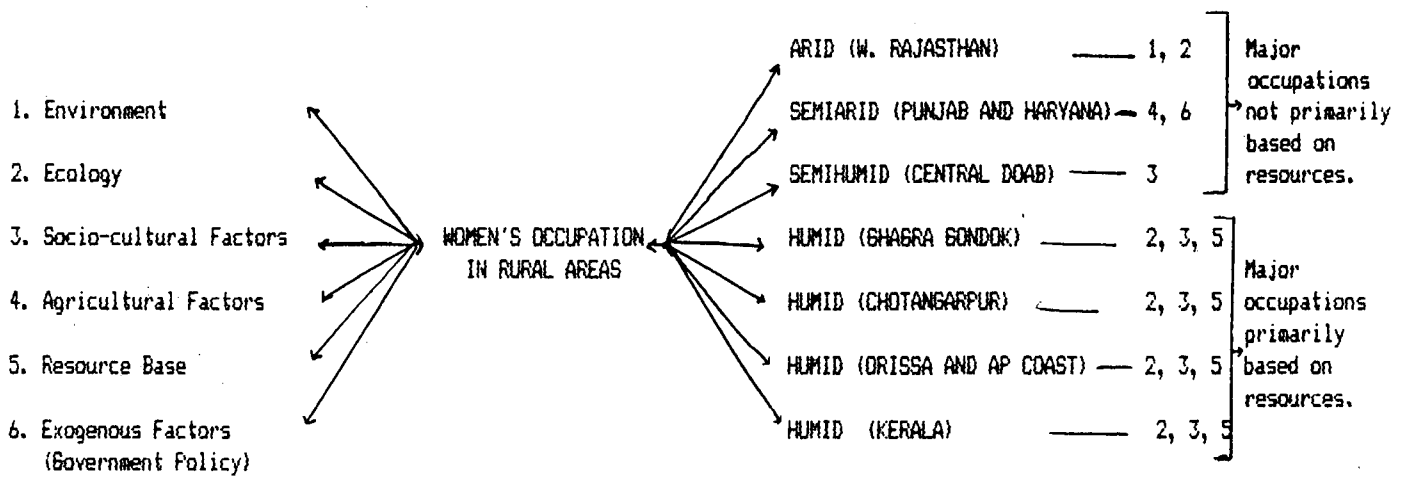 1. Environment
2. Ecology
3. Socio-cultural Factors
4. Agricultural Factors
5. Resource Base
6. Exogenous Factors
(Government Policy)
WOMEN'S OCCUPATION
IN RURAL AREAS
ARID (W. RAJASTHAN) 1, 2
SEMIARID (PUNJAB AND HARYANA) 4, 6
SEMIHUMID (CENTRAL DOAB) 3
HUMID (GHAGRA GONDOK) 2, 3, 5
HUMID (CHOTANGARPUR) 2, 3, 5
HUMID (ORISSA AND AP COAST) 2, 3, 5
HUMID (KERALA) 2, 3, 5
Major
occupations
not primarily
based on
resources.
Major
occupations
primarily
based on
resources.